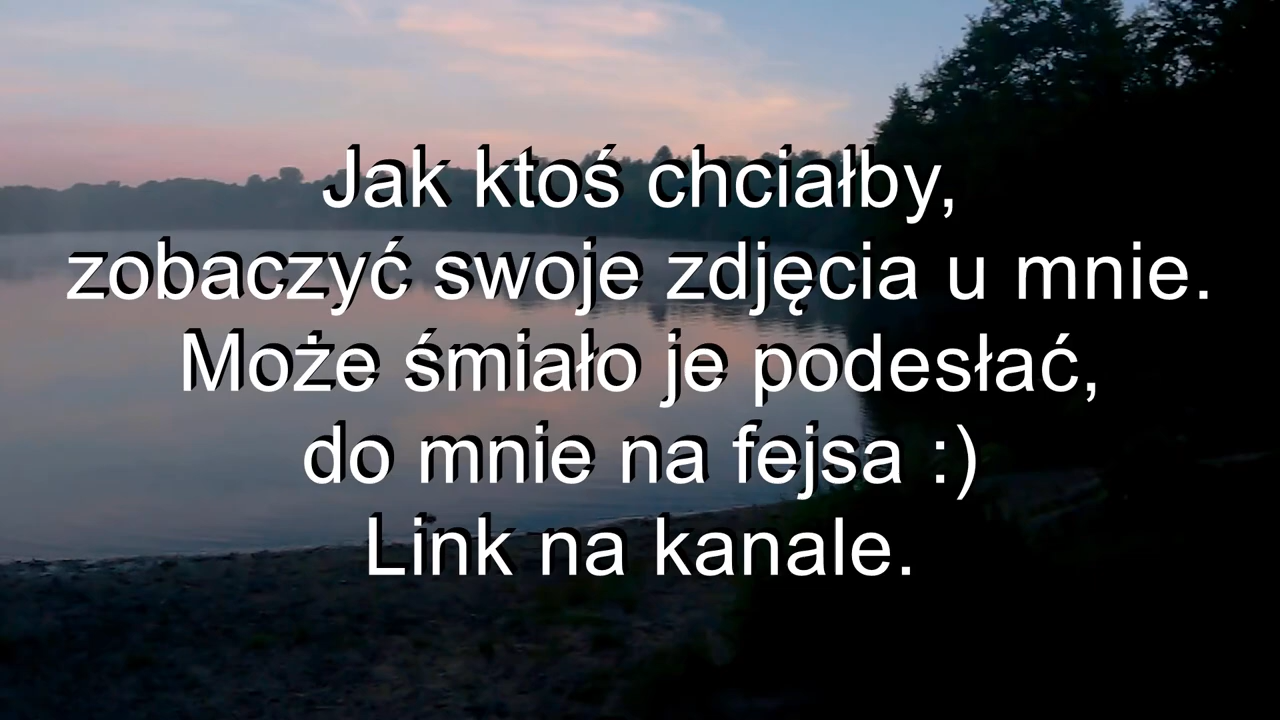 Jak ktoś chciałby,
zobaczyć swoje zdjęcia u mnie.
Może śmiało je podesłać,
do mnie na fejsa :)
Link na kanale.